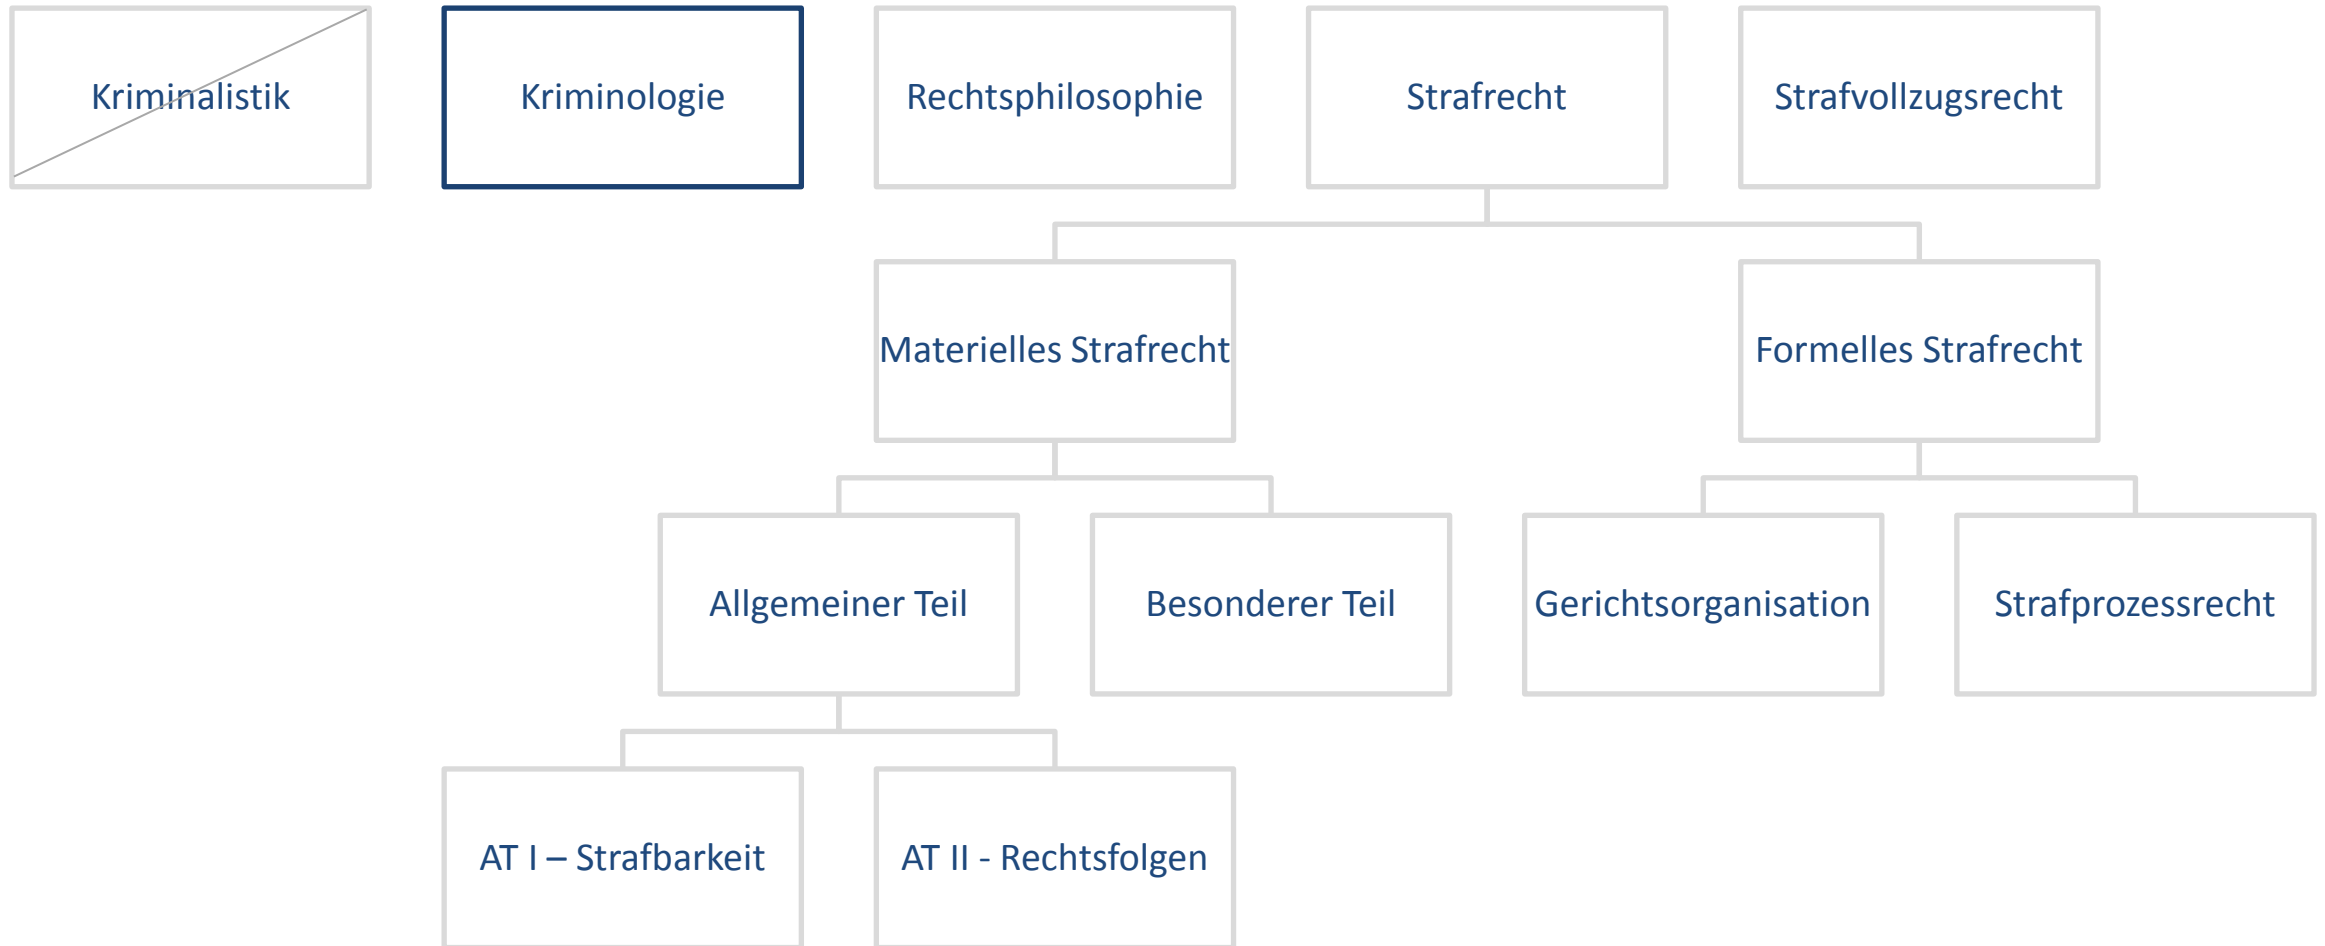 Kriminalistik
Kriminologie
Rechtsphilosophie
Strafrecht
Strafvollzugsrecht
Materielles Strafrecht
Formelles Strafrecht
Allgemeiner Teil
Besonderer Teil
Gerichtsorganisation
Strafprozessrecht
AT I – Strafbarkeit
AT II - Rechtsfolgen